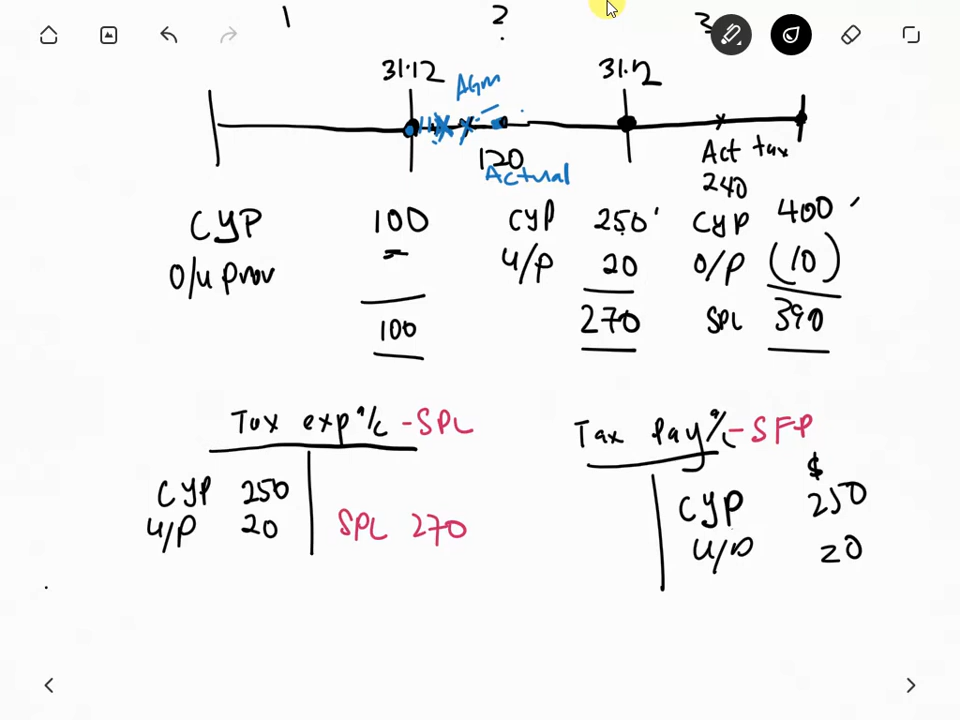 1 2 3
31.12 AGM 31.12
120 Act tax
Actual 240
CYP 100 CYP 250 CYP 400
O/U Prov - U/P 20 O/P (10)
100 270 SPL 390
Tax exp a/c - SPL Tax Pay a/c - SFP
$
CYP 250 CYP 250
U/P 20 SPL 270 U/P 20